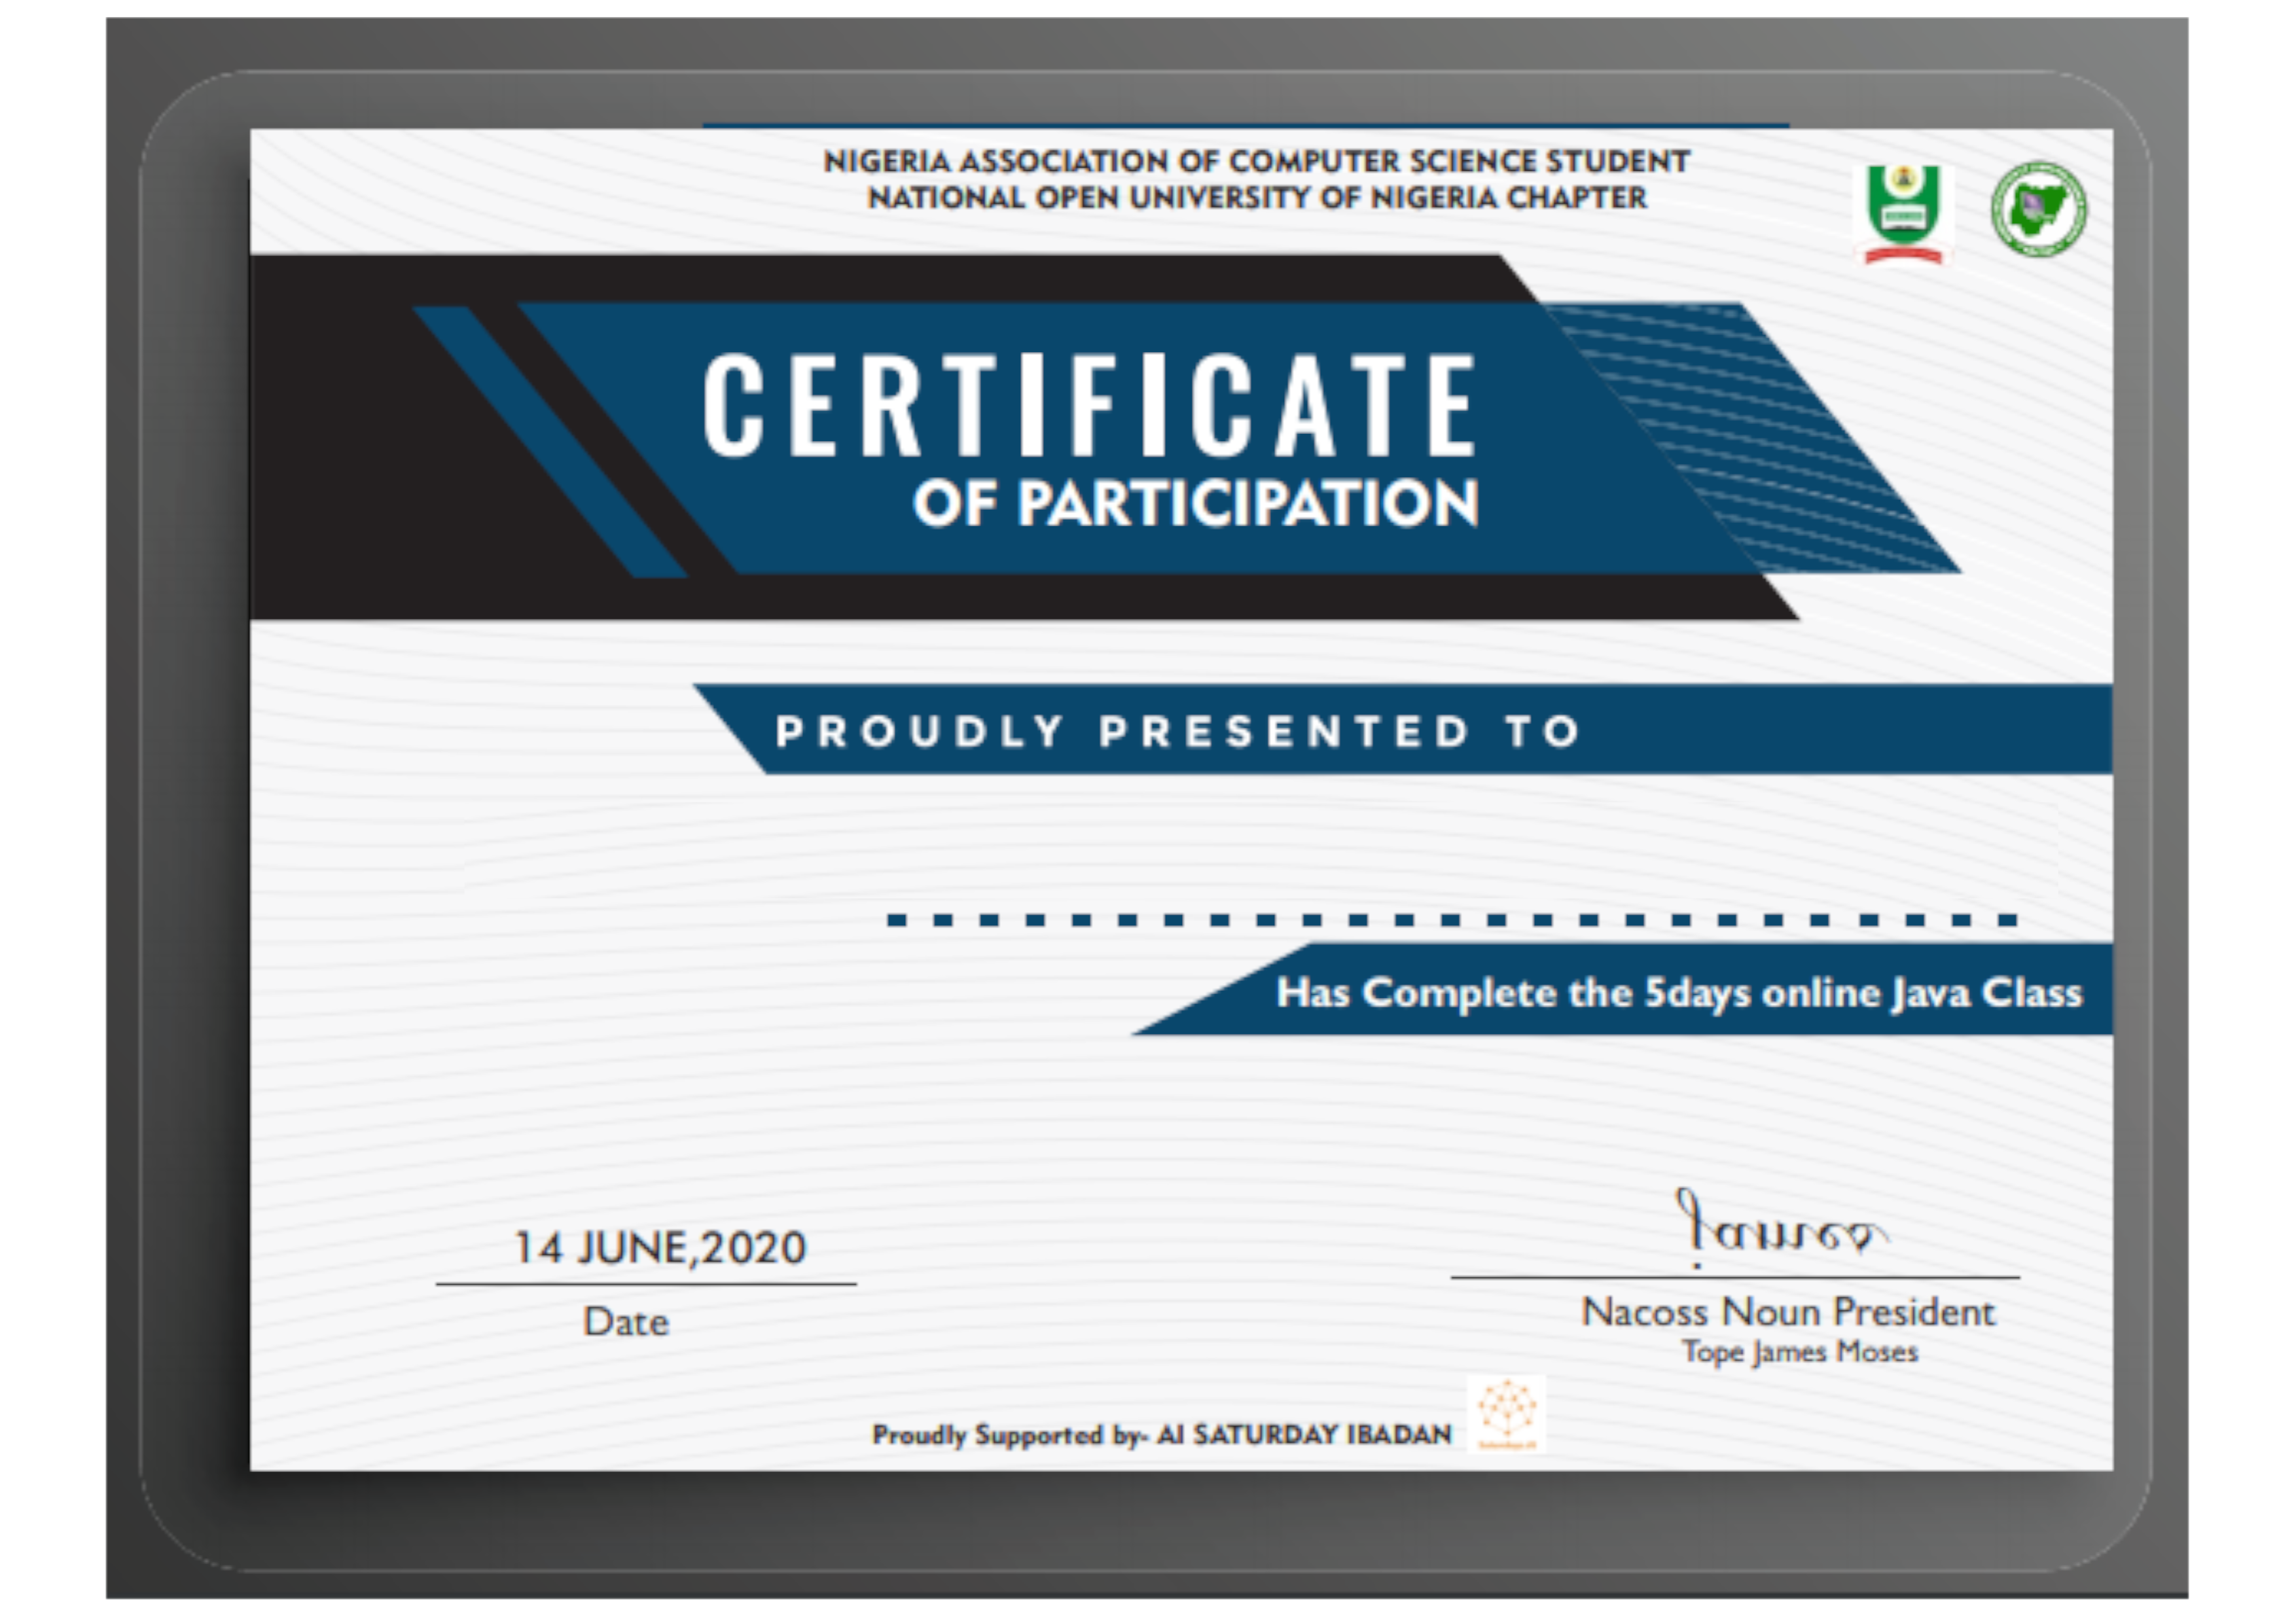 NIGERIA ASSOCIATION OF COMPUTER SCIENCE STUDENT
NATIONAL OPEN UNIVERSITY OF NIGERIA CHAPTER
CERTIFICATE
OF PARTICIPATION
PROUDLY PRESENTED TO
Has Complete the 5days online Java Class
14 JUNE,2020
Date
James
Nacoss Noun President
Tope James Moses
Proudly Supported by- AI SATURDAY IBADAN